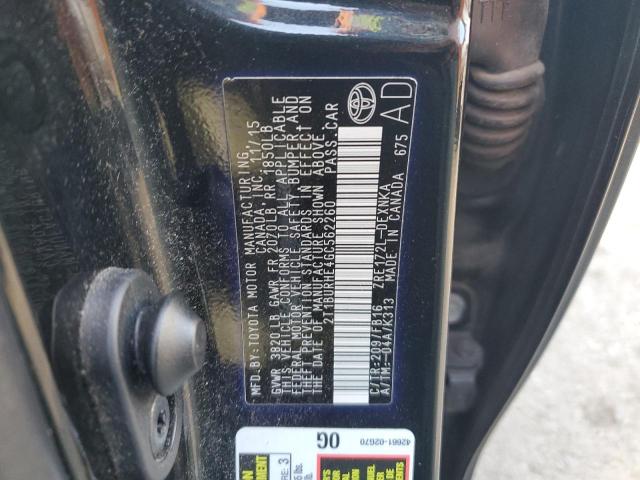 MFD.BY:TOYOTA MOTOR MANUFACTURING
CANADA, INC. 11/15
GVWR 3820LB GAWR FR 2070LB RR 1850LB
THIS VEHICLE CONFORMS TO ALL APPLICABLE
FEDERAL MOTOR VEHICLE SAFETY, BUMPER, AND
THEFT PREVENTION STANDARDS IN EFFECT ON
THE DATE OF MANUFACTURE SHOWN ABOVE.
2T1BURHE4GC562260 PASS.CAR
C/TR:209/FB16 ZRE172L-DEXNKA
A/TM:-04A/K313 MADE IN CANADA 675
AD
0G
42661-02G70